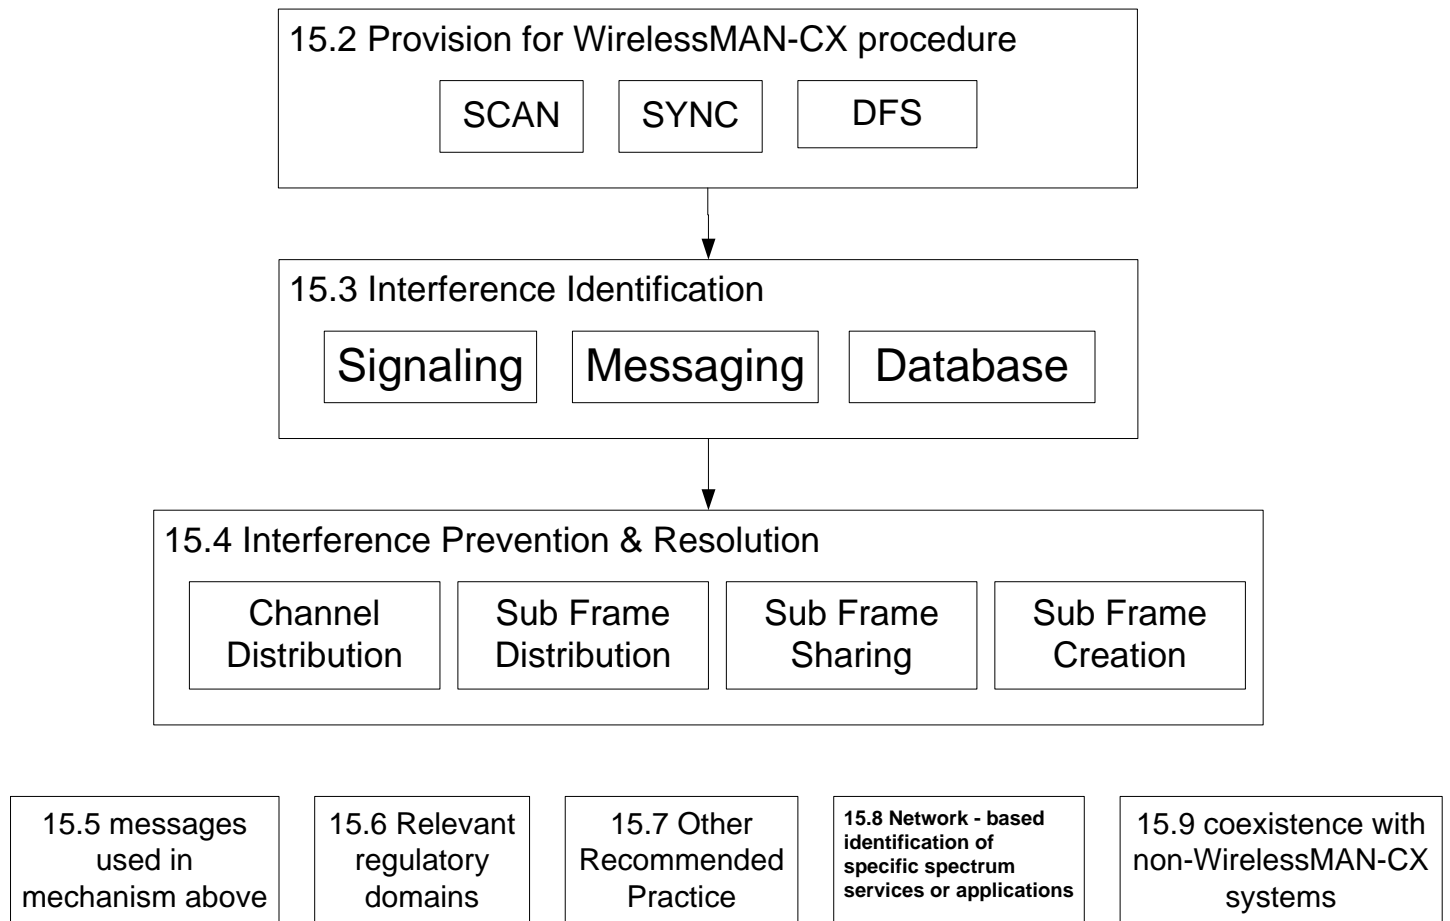 15.2 Provision for WirelessMAN-CX procedure
SCAN
SYNC
DFS
15.3 Interference Identification
Signaling
Messaging
Database
15.4 Interference Prevention & Resolution
Channel
Distribution
Sub Frame
Distribution
Sub Frame
Sharing
Sub Frame
Creation
15.5 messages
used in
mechanism above
15.6 Relevant
regulatory
domains
15.7 Other
Recommended
Practice
15.8 Network - based
identification of
specific spectrum
services or applications
15.9 coexistence with
non-WirelessMAN-CX
systems